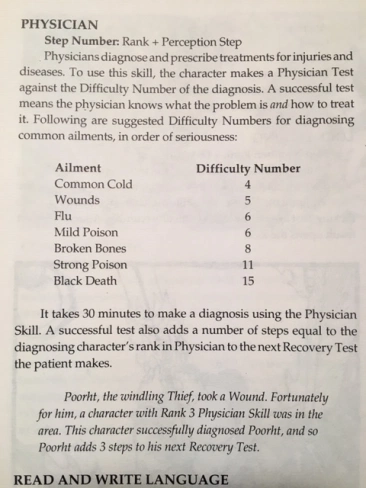 PHYSICIAN
Step Number: Rank + Perception Step
Physicians diagnose and prescribe treatments for injuries and
diseases. To use this skill, the character makes a Physician Test
against the Difficulty Number of the diagnosis. A successful test
means the physician knows what the problem is and how to treat
it. Following are suggested Difficulty Numbers for diagnosing
common ailments, in order of seriousness:
Ailment Difficulty Number
Common Cold 4
Wounds 5
Flu 6
Mild Poison 6
Broken Bones 8
Strong Poison 11
Black Death 15
It takes 30 minutes to make a diagnosis using the Physician
Skill. A successful test also adds a number of steps equal to the
diagnosing character's rank in Physician to the next Recovery Test
the patient makes.
Poorht, the windling Thief, took a Wound. Fortunately
for him, a character with Rank 3 Physician Skill was in the
area. This character successfully diagnosed Poorht, and so
Poorht adds 3 steps to his next Recovery Test.
READ AND WRITE LANGUAGE